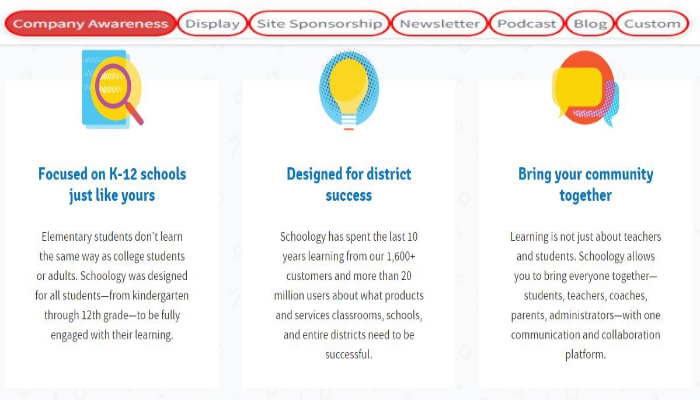 Company Awareness Display Site Sponsorship Newsletter Podcast Blog Custom
Focused on K-12 schools
just like yours
Elementary students don't learn
the same way as college students
or adults. Schoology was designed
for all students—from kindergarten
through 12th grade—to be fully
engaged with their learning.
Designed for district
success
Schoology has spent the last 10
years learning from our 1,600+
customers and more than 20
million users about what products
and services classrooms, schools,
and entire districts need to be
successful.
Bring your community
together
Learning is not just about teachers
and students. Schoology allows
you to bring everyone together—
students, teachers, coaches,
parents, administrators—with one
communication and collaboration
platform.